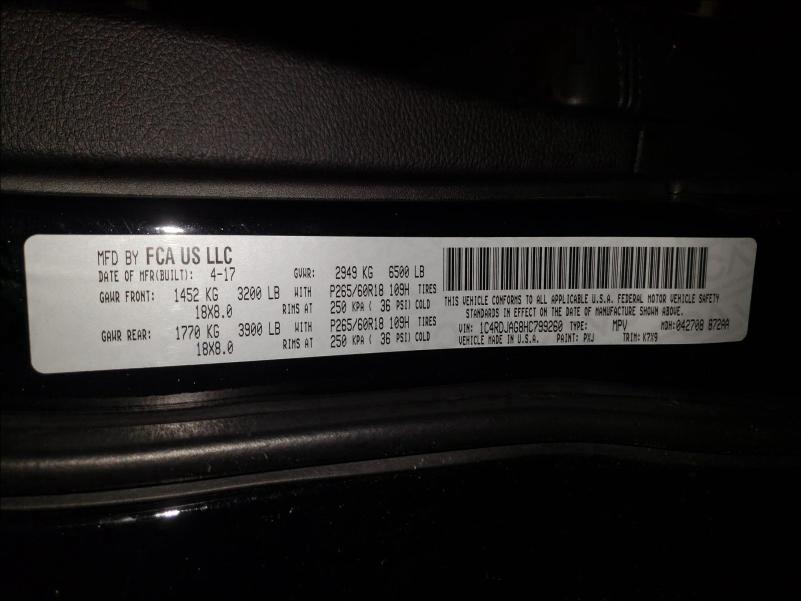 MFD BY FCA US LLC
DATE OF MFR(BUILT): 4-17 GVWR: 2949 KG 6500 LB
GAWR FRONT: 1452 KG 3200 LB WITH P265/60R18 109H TIRES
18X8.0 RIMS AT 250 KPA ( 36 PSI) COLD
GAWR REAR: 1770 KG 3900 LB WITH P265/60R18 109H TIRES
18X8.0 RIMS AT 250 KPA ( 36 PSI) COLD
THIS VEHICLE CONFORMS TO ALL APPLICABLE U.S.A. FEDERAL MOTOR VEHICLE SAFETY
STANDARDS IN EFFECT ON THE DATE OF MANUFACTURE SHOWN ABOVE.
VIN: 1C4RDJAG8HC799260 TYPE: MPV MDH: 042708 872AA
VEHICLE MADE IN U.S.A. PAINT: PXJ TRIM: K7X9